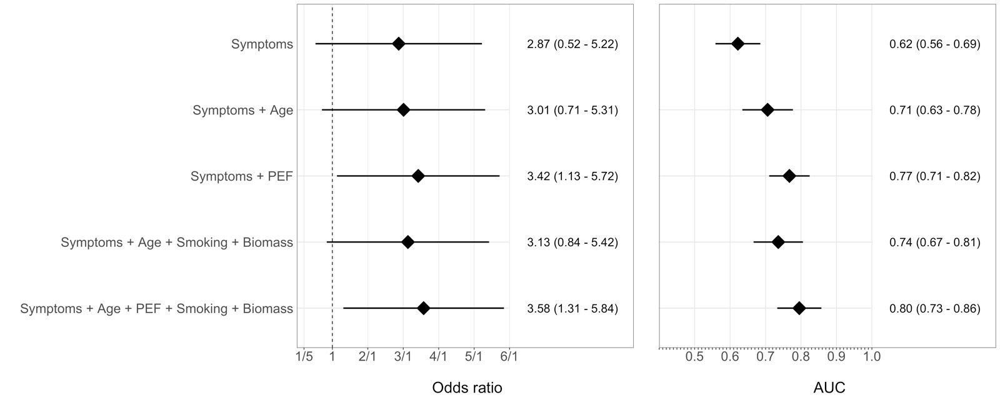 Symptoms 2.87 (0.52 - 5.22) 0.62 (0.56 - 0.69)
Symptoms + Age 3.01 (0.71 - 5.31) 0.71 (0.63 - 0.78)
Symptoms + PEF 3.42 (1.13 - 5.72) 0.77 (0.71 - 0.82)
Symptoms + Age + Smoking + Biomass 3.13 (0.84 - 5.42) 0.74 (0.67 - 0.81)
Symptoms + Age + PEF + Smoking + Biomass 3.58 (1.31 - 5.84) 0.80 (0.73 - 0.86)
1/5 1 2/1 3/1 4/1 5/1 6/1 0.5 0.6 0.7 0.8 0.9 1.0
Odds ratio AUC